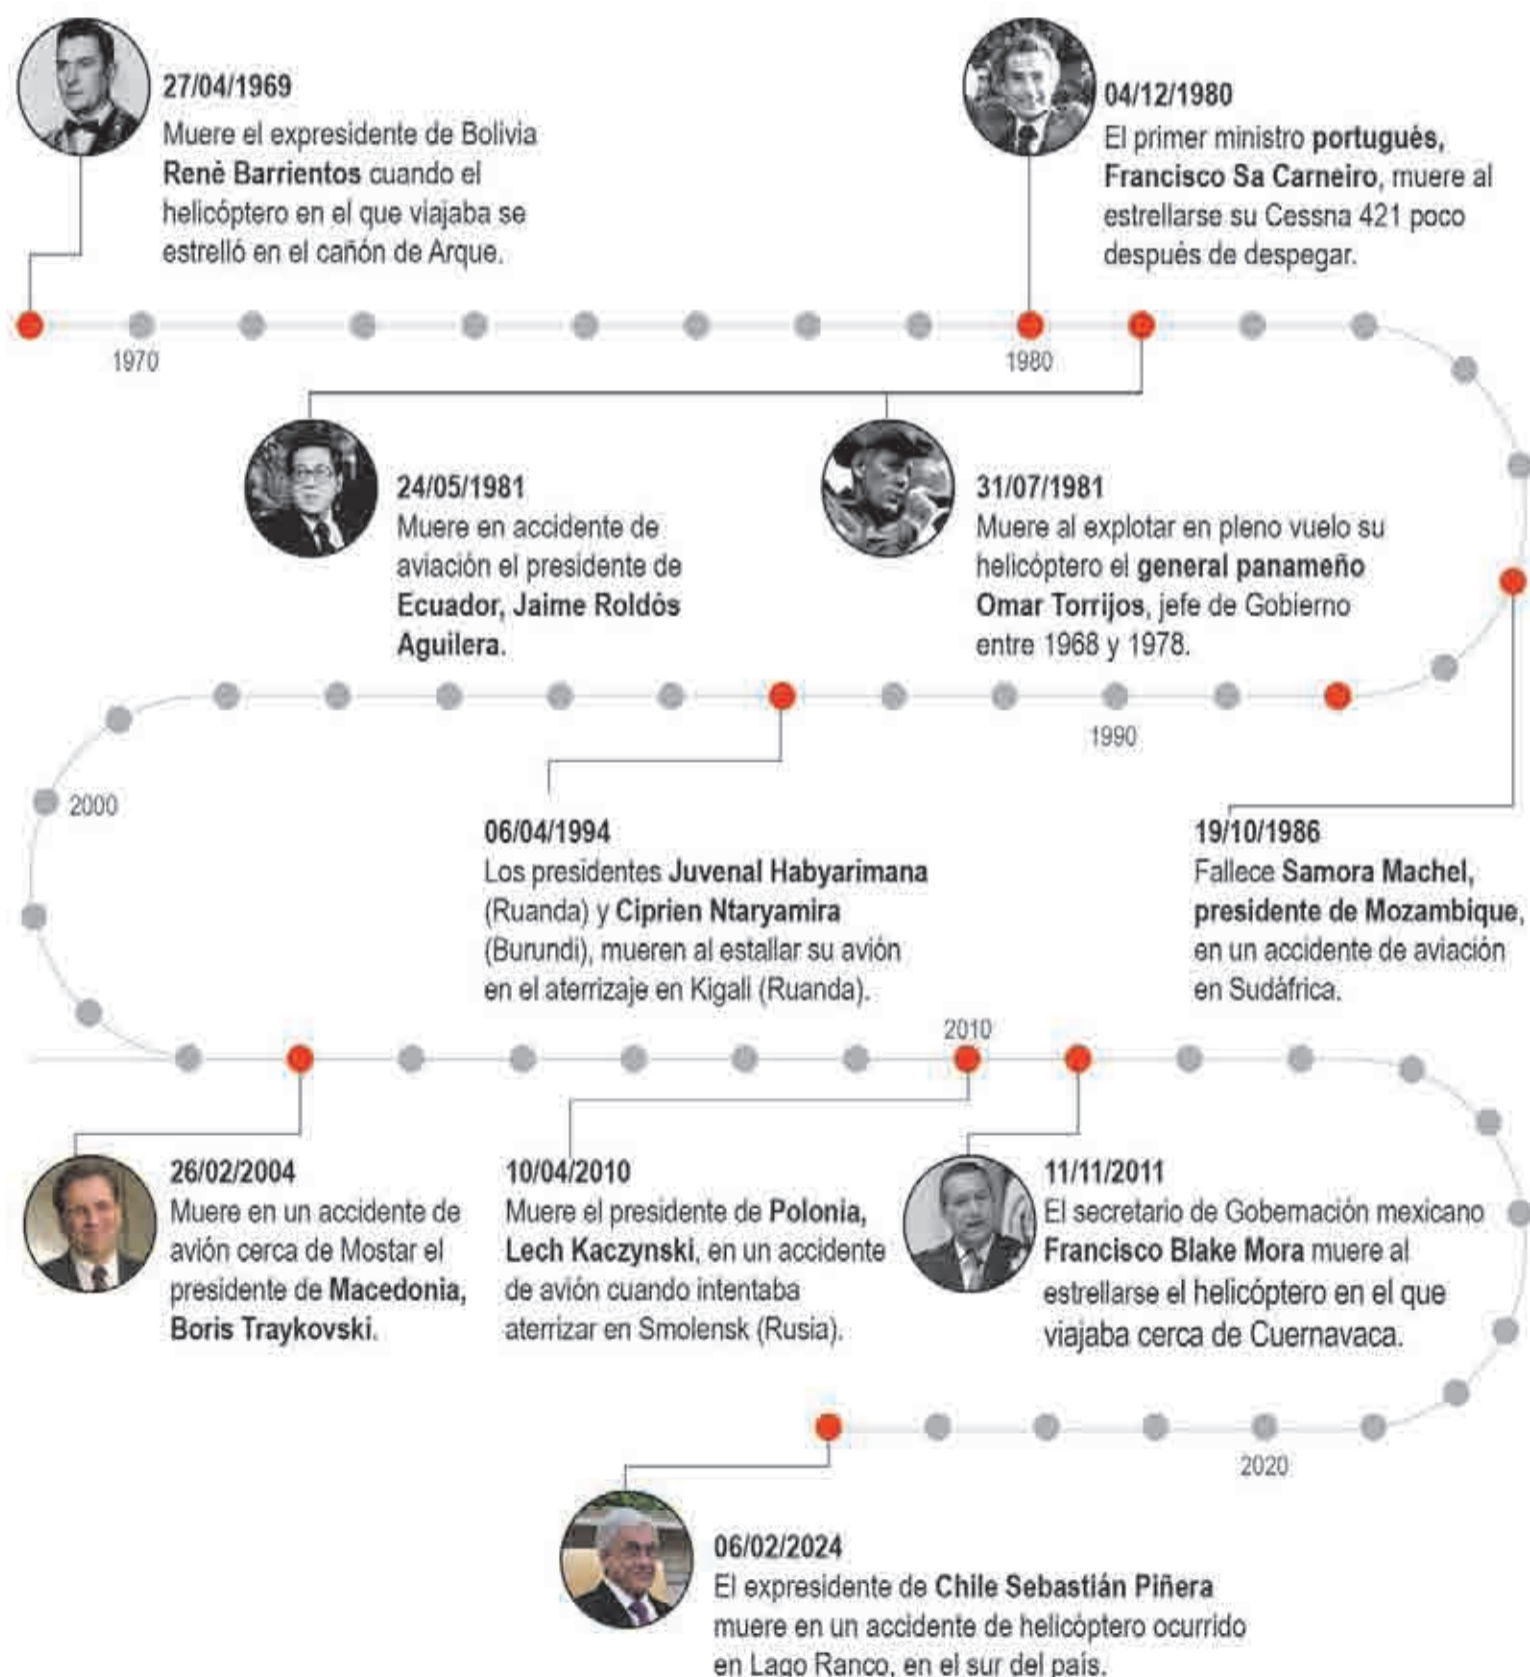 27/04/1969
Muere el expresidente de Bolivia
Renè Barrientos cuando el
helicóptero en el que viajaba se
estrelló en el cañón de Arque.
04/12/1980
El primer ministro portugués,
Francisco Sa Carneiro, muere al
estrellarse su Cessna 421 poco
después de despegar.
1970
1980
24/05/1981
Muere en accidente de
aviación el presidente de
Ecuador, Jaime Roldós
Aguilera.
31/07/1981
Muere al explotar en pleno vuelo su
helicóptero el general panameño
Omar Torrijos, jefe de Gobierno
entre 1968 y 1978.
1990
2000
06/04/1994
Los presidentes Juvenal Habyarimana
(Ruanda) y Ciprien Ntaryamira
(Burundi), mueren al estallar su avión
en el aterrizaje en Kigali (Ruanda).
19/10/1986
Fallece Samora Machel,
presidente de Mozambique,
en un accidente de aviación
en Sudáfrica.
2010
26/02/2004
Muere en un accidente de
avión cerca de Mostar el
presidente de Macedonia,
Boris Traykovski.
10/04/2010
Muere el presidente de Polonia,
Lech Kaczynski, en un accidente
de avión cuando intentaba
aterrizar en Smolensk (Rusia).
11/11/2011
El secretario de Gobernación mexicano
Francisco Blake Mora muere al
estrellarse el helicóptero en el que
viajaba cerca de Cuernavaca.
2020
06/02/2024
El expresidente de Chile Sebastián Piñera
muere en un accidente de helicóptero ocurrido
en Lago Ranco, en el sur del país.